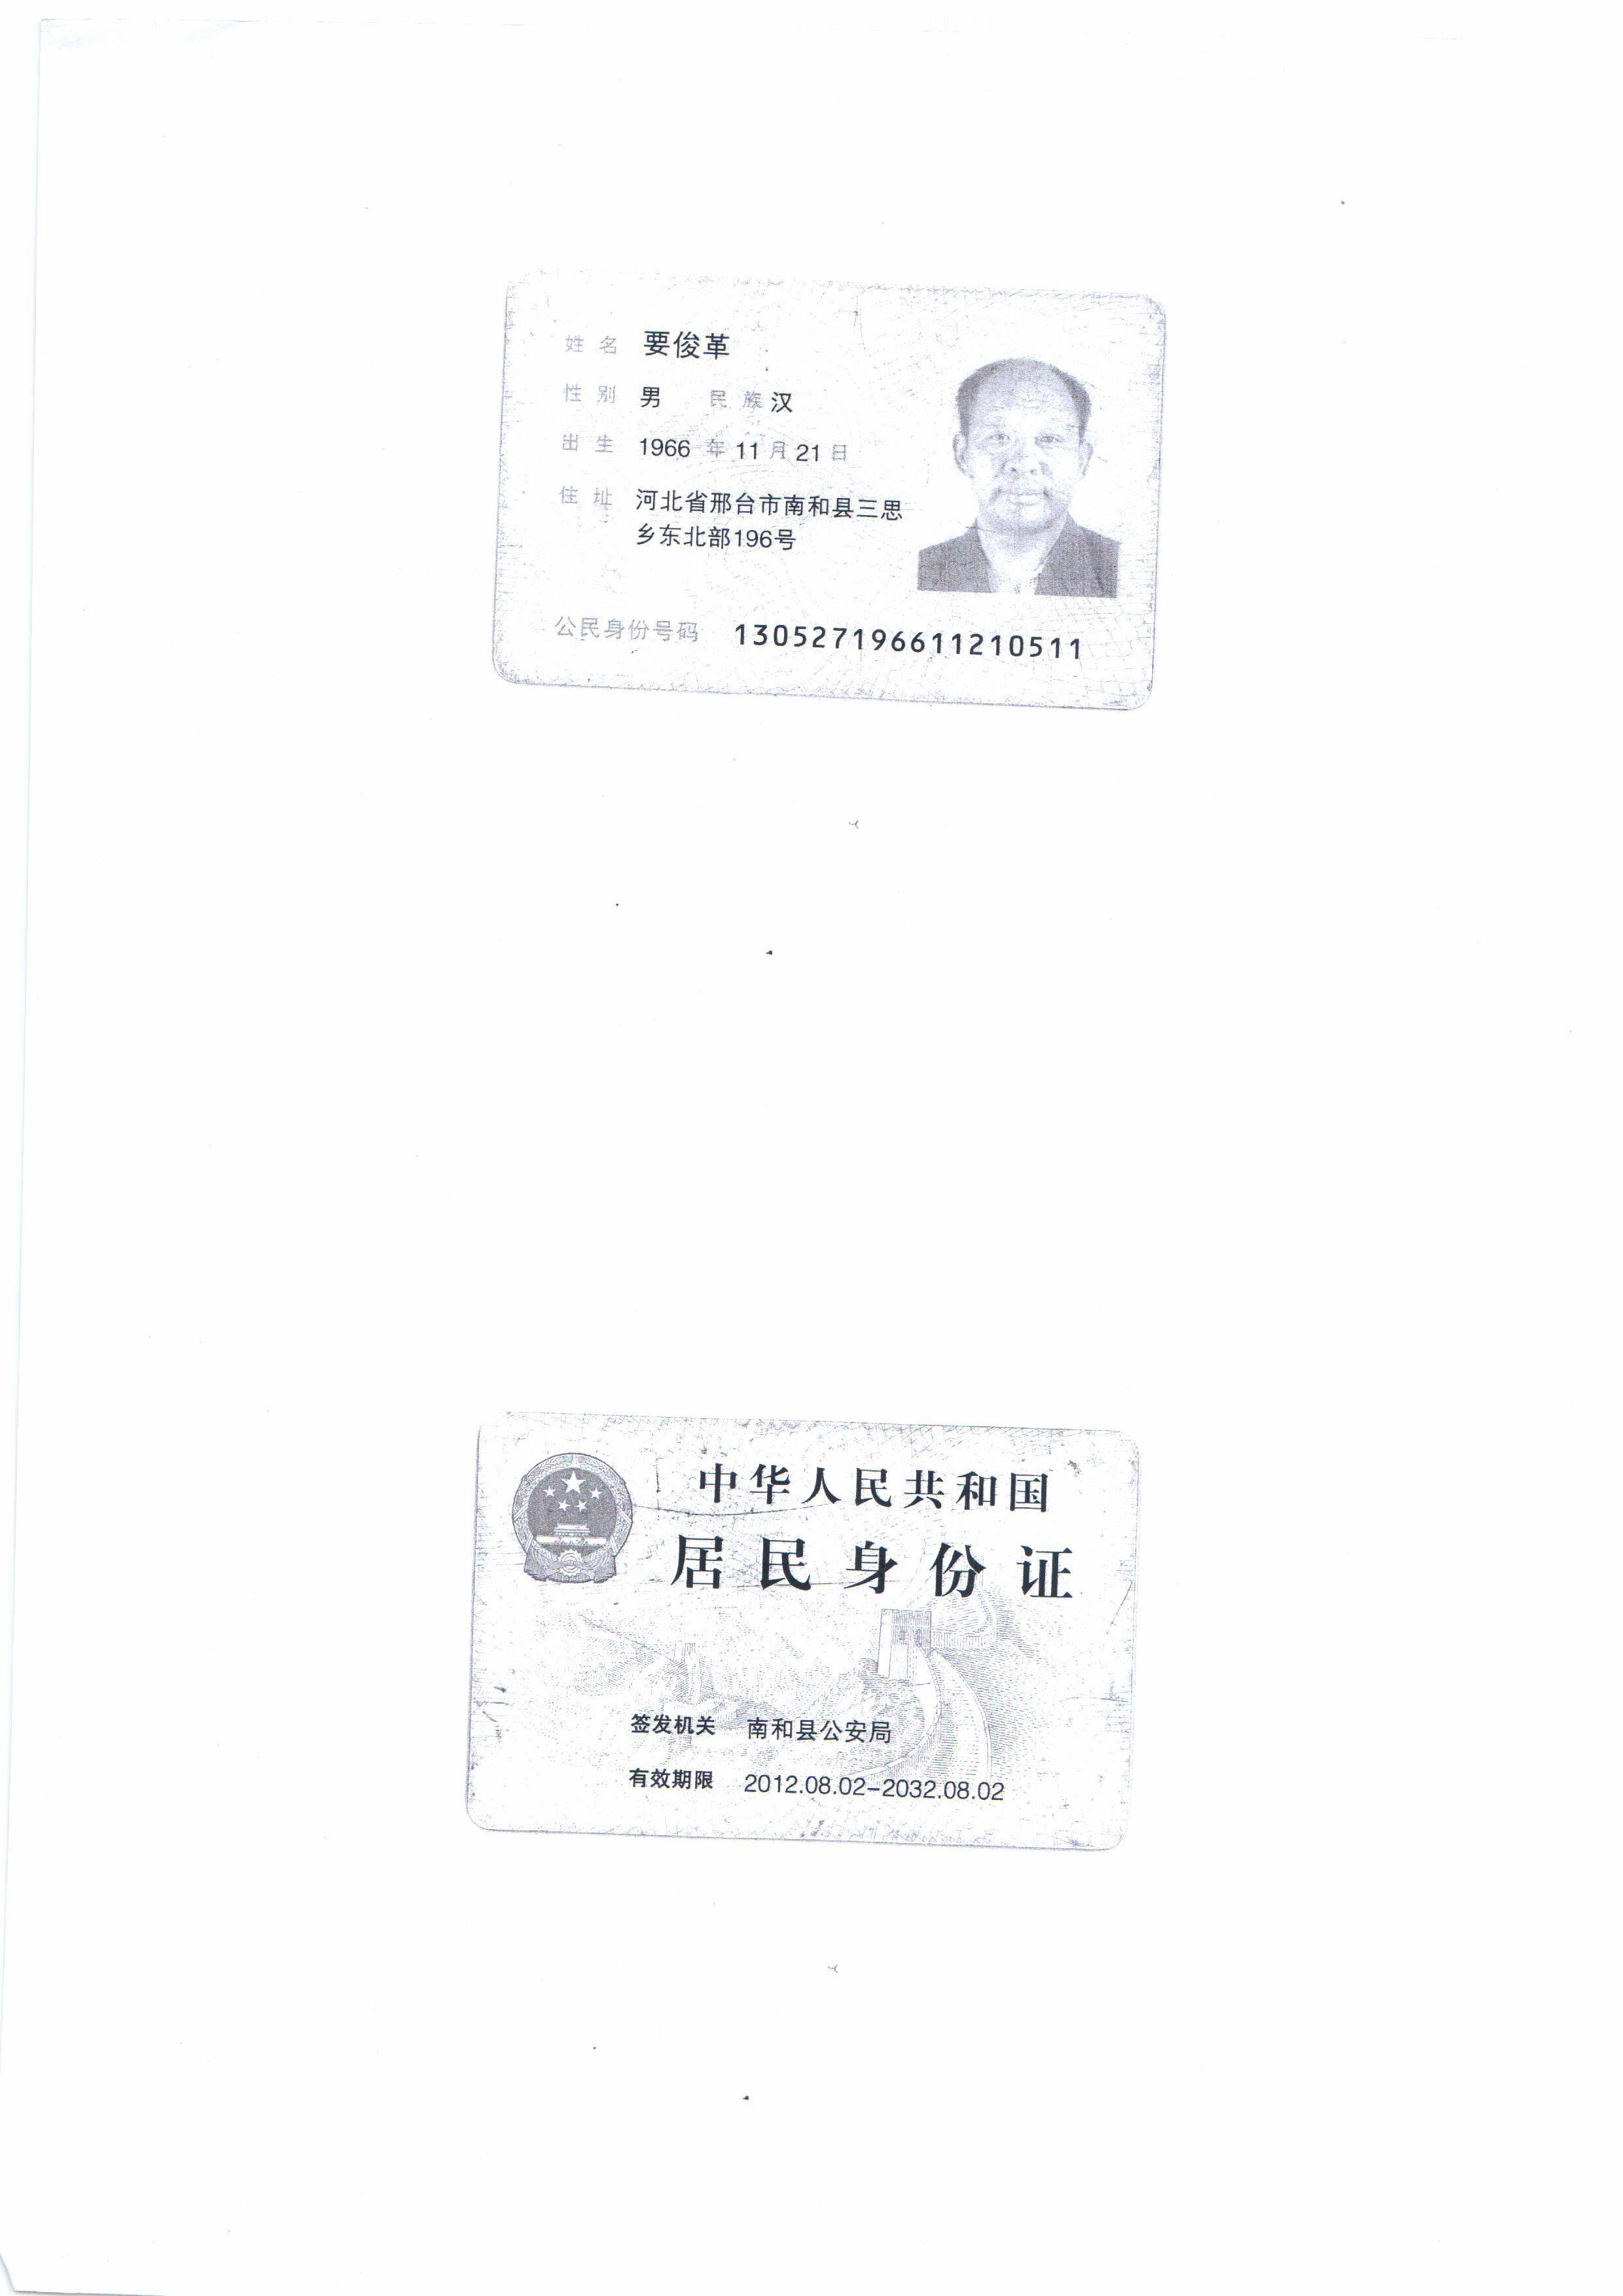 姓名 要俊革
性别 男 民族 汉
出生 1966 年 11 月 21 日
住址 河北省邢台市南和县三思
乡东北部196号
公民身份号码 130527196611210511
中华人民共和国
居民身份证
签发机关 南和县公安局
有效期限 2012.08.02-2032.08.02